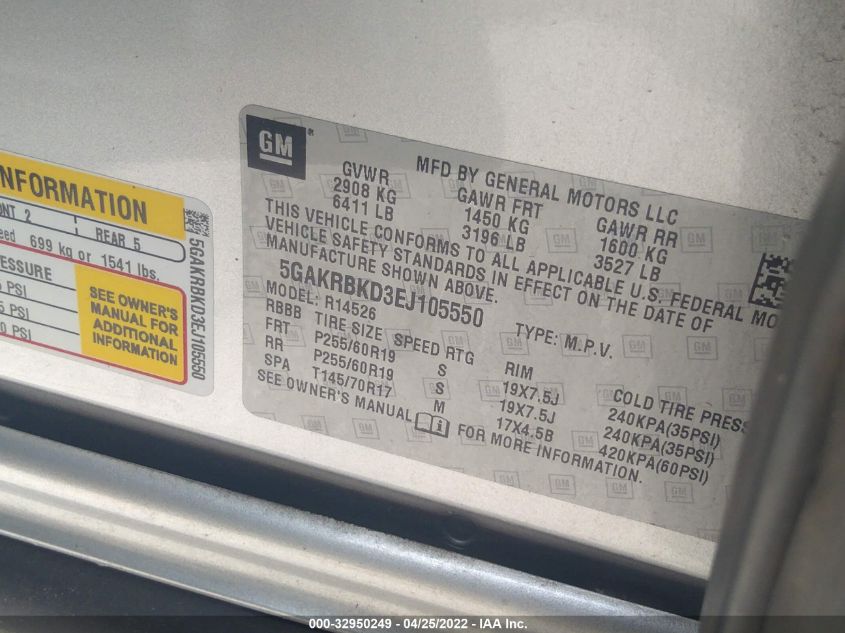 NFORMATION
ONT 2
REAR 5
eed 699 kg or 1541 lbs.
PRESSURE
PSI
5 PSI
0 PSI
SEE OWNER'S
MANUAL FOR
ADDITIONAL
INFORMATION
5GAKRBKD3EJ105550
GM
MFD BY GENERAL MOTORS LLC
GVWR GAWR FRT GAWR RR
2908 KG 1450 KG 1600 KG
6411 LB 3196 LB 3527 LB
THIS VEHICLE CONFORMS TO ALL APPLICABLE U.S. FEDERAL MO
VEHICLE SAFETY STANDARDS IN EFFECT ON THE DATE OF
MANUFACTURE SHOWN ABOVE.
5GAKRBKD3EJ105550 TYPE: M.P.V.
MODEL: R14526
RBBB TIRE SIZE SPEED RTG RIM COLD TIRE PRESS
FRT P255/60R19 S 19X7.5J 240KPA(35PSI)
RR P255/60R19 S 19X7.5J 240KPA(35PSI)
SPA T145/70R17 M 17X4.5B 420KPA(60PSI)
SEE OWNER'S MANUAL FOR MORE INFORMATION.
000-32950249 - 04/25/2022 - IAA Inc.